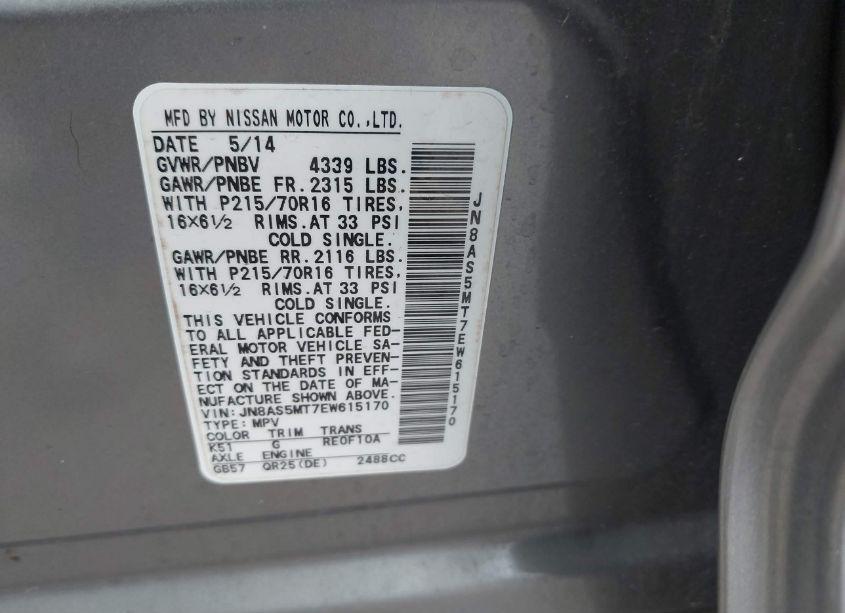 MFD BY NISSAN MOTOR CO.,LTD.
DATE 5/14
GVWR/PNBV 4339 LBS.
GAWR/PNBE FR. 2315 LBS.
WITH P215/70R16 TIRES,
16X6½ RIMS.AT 33 PSI
COLD SINGLE.
GAWR/PNBE RR. 2116 LBS.
WITH P215/70R16 TIRES,
16X6½ RIMS.AT 33 PSI
COLD SINGLE.
THIS VEHICLE CONFORMS
TO ALL APPLICABLE FED-
ERAL MOTOR VEHICLE SA-
FETY AND THEFT PREVEN-
TION STANDARDS IN EFF-
ECT ON THE DATE OF MA-
NUFACTURE SHOWN ABOVE.
VIN: JN8AS5MT7EW615170
TYPE: MPV
COLOR TRIM TRANS
K51 G RE0F10A
AXLE ENGINE
GB57 QR25(DE) 2488CC
JN8AS5MT7EW615170